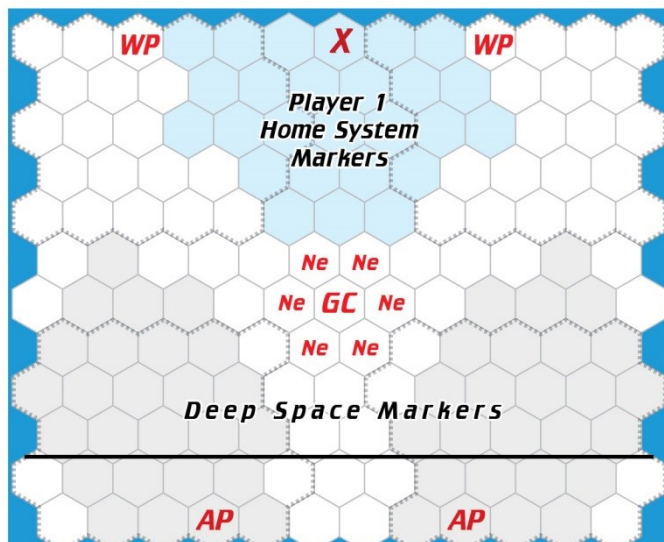 WP X WP
Player 1
Home System
Markers
Ne Ne
Ne GC Ne
Ne Ne
Deep Space Markers
AP AP